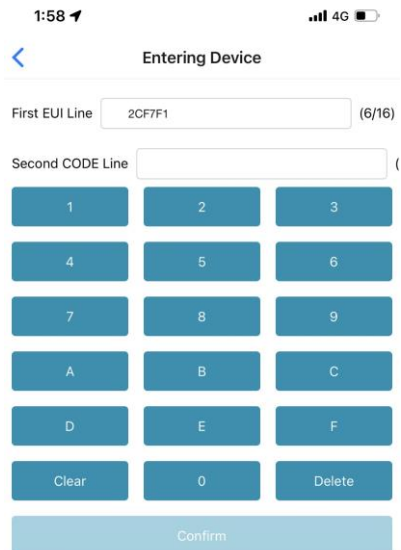 1:58 4G
Entering Device
First EUI Line 2CF7F1 (6/16)
Second CODE Line (
1 2 3
4 5 6
7 8 9
A B C
D E F
Clear 0 Delete
Confirm